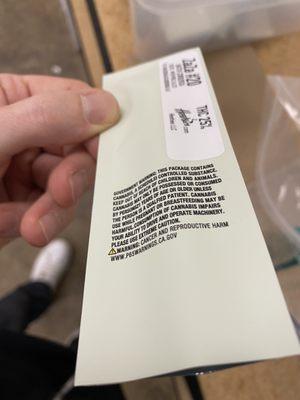 ZaZa #20
THC 25%
GOVERNMENT WARNING: THIS PACKAGE CONTAINS
CANNABIS, A SCHEDULE I CONTROLLED SUBSTANCE.
KEEP OUT OF REACH OF CHILDREN AND ANIMALS.
CANNABIS MAY BE POSSESSED OR CONSUMED
BY PERSONS 21 YEARS OR OLDER UNLESS
THE PERSON IS A QUALIFIED PATIENT. CANNABIS
USE WHILE PREGNANT OR BREASTFEEDING MAY BE
HARMFUL. CONSUMPTION OF CANNABIS IMPAIRS
YOUR ABILITY TO DRIVE AND OPERATE MACHINERY.
PLEASE USE EXTREME CAUTION.
WARNING: CANCER AND REPRODUCTIVE HARM
WWW.P65WARNINGS.CA.GOV